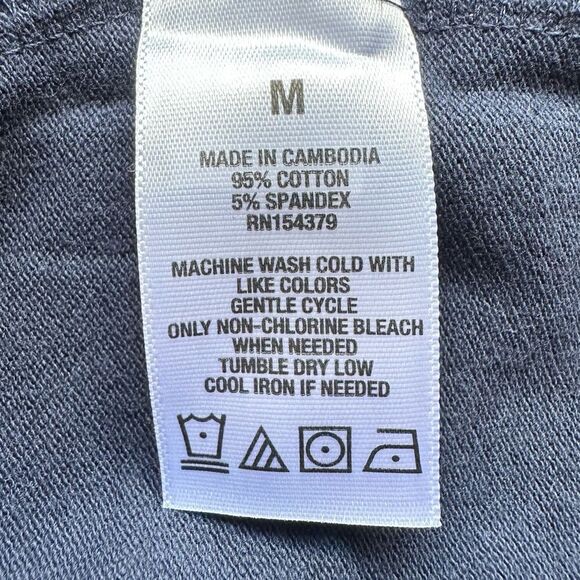 M
MADE IN CAMBODIA
95% COTTON
5% SPANDEX
RN154379
MACHINE WASH COLD WITH
LIKE COLORS
GENTLE CYCLE
ONLY NON-CHLORINE BLEACH
WHEN NEEDED
TUMBLE DRY LOW
COOL IRON IF NEEDED